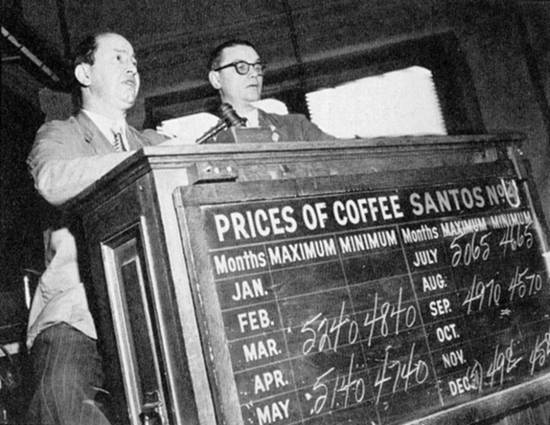 PRICES OF COFFEE SANTOS No
Months MAXIMUM MINIMUM
JAN.
FEB.
MAR. 5240 4840
APR.
MAY 5140 4740
Months MAXIMUM MINIMUM
JULY 5065 4665
AUG.
SEP. 4970 4570
OCT.
NOV.
DEC.